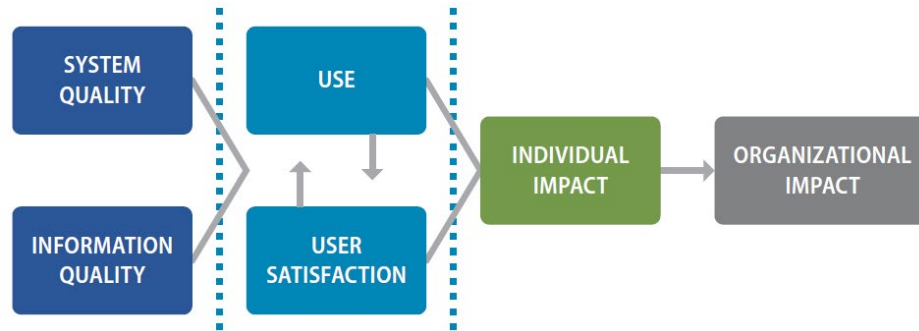 SYSTEM
QUALITY
USE
INDIVIDUAL
IMPACT
ORGANIZATIONAL
IMPACT
INFORMATION
QUALITY
USER
SATISFACTION